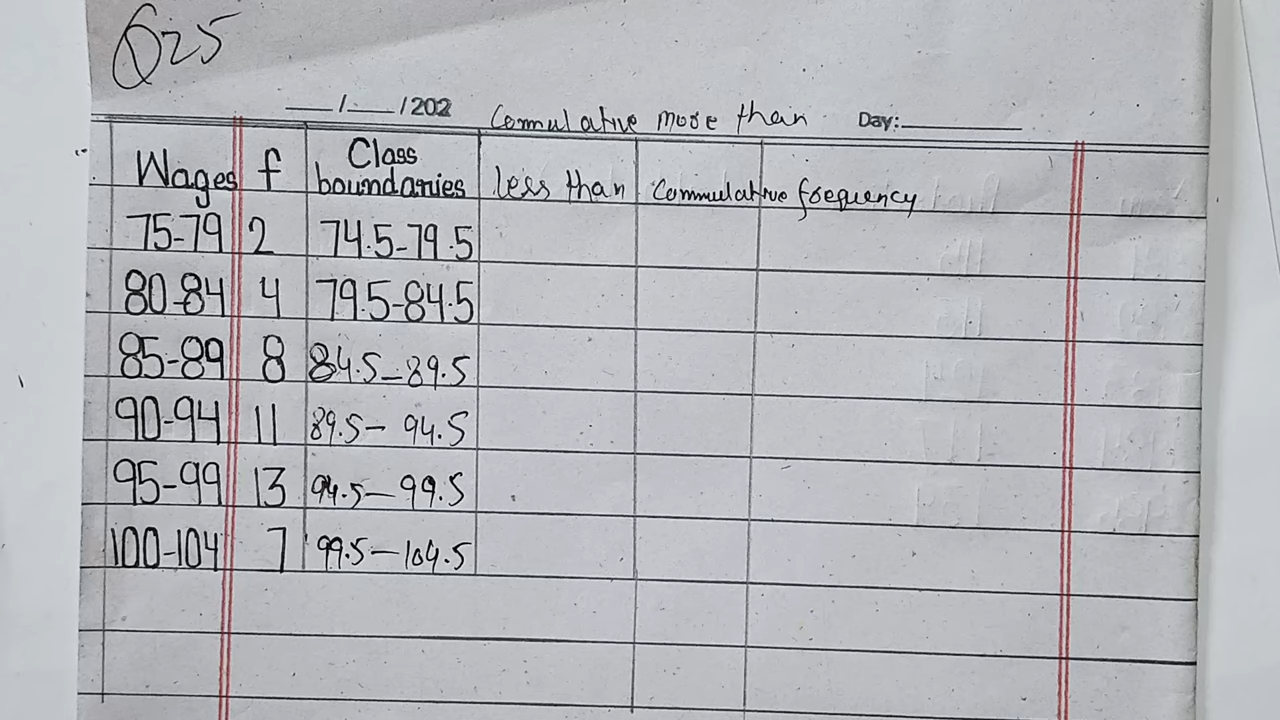 Q25
__/__/202 Commulative more than Day:________
Wages f Class boundaries less than Commulative frequency
75-79 2 74.5-79.5
80-84 4 79.5-84.5
85-89 8 84.5-89.5
90-94 11 89.5-94.5
95-99 13 94.5-99.5
100-104 7 99.5-104.5